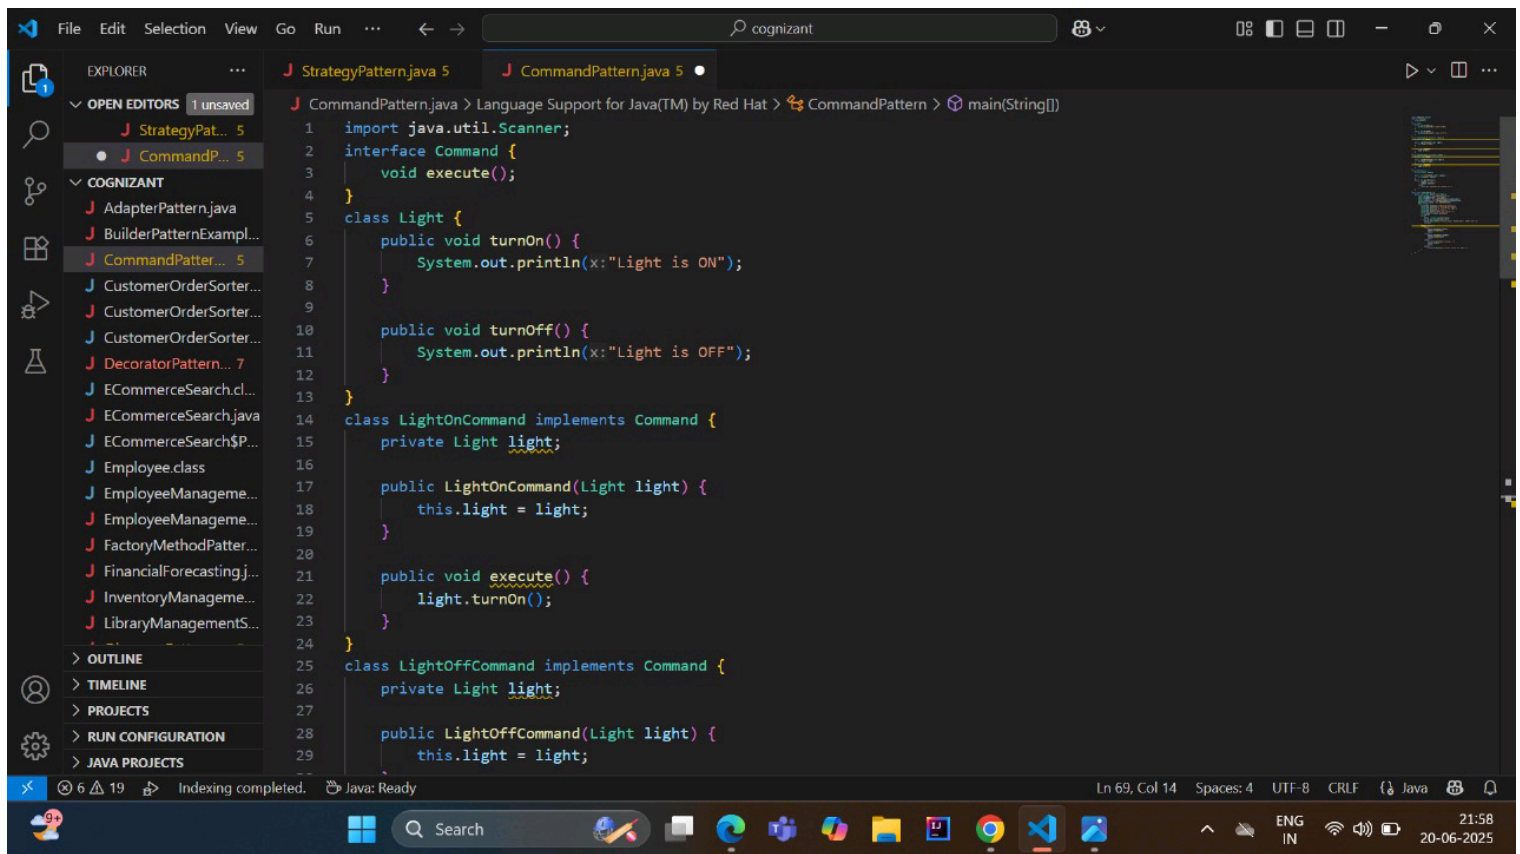 File Edit Selection View Go Run ... cognizant
EXPLORER ...
OPEN EDITORS 1 unsaved
StrategyPat... 5
CommandP... 5
COGNIZANT
AdapterPattern.java
BuilderPatternExampl...
CommandPatter... 5
CustomerOrderSorter...
CustomerOrderSorter...
CustomerOrderSorter...
DecoratorPattern... 7
ECommerceSearch.cl...
ECommerceSearch.java
ECommerceSearch$P...
Employee.class
EmployeeManageme...
EmployeeManageme...
FactoryMethodPatter...
FinancialForecasting.j...
InventoryManageme...
LibraryManagementS...
OUTLINE
TIMELINE
PROJECTS
RUN CONFIGURATION
JAVA PROJECTS
StrategyPattern.java 5 CommandPattern.java 5
CommandPattern.java > Language Support for Java(TM) by Red Hat > CommandPattern > main(String[])
1 import java.util.Scanner;
2 interface Command {
3 void execute();
4 }
5 class Light {
6 public void turnOn() {
7 System.out.println(x:"Light is ON");
8 }
9
10 public void turnOff() {
11 System.out.println(x:"Light is OFF");
12 }
13 }
14 class LightOnCommand implements Command {
15 private Light light;
16
17 public LightOnCommand(Light light) {
18 this.light = light;
19 }
20
21 public void execute() {
22 light.turnOn();
23 }
24 }
25 class LightOffCommand implements Command {
26 private Light light;
27
28 public LightOffCommand(Light light) {
29 this.light = light;
6 19 Indexing completed. Java: Ready Ln 69, Col 14 Spaces: 4 UTF-8 CRLF Java
9+ Search ENG IN 21:58
20-06-2025